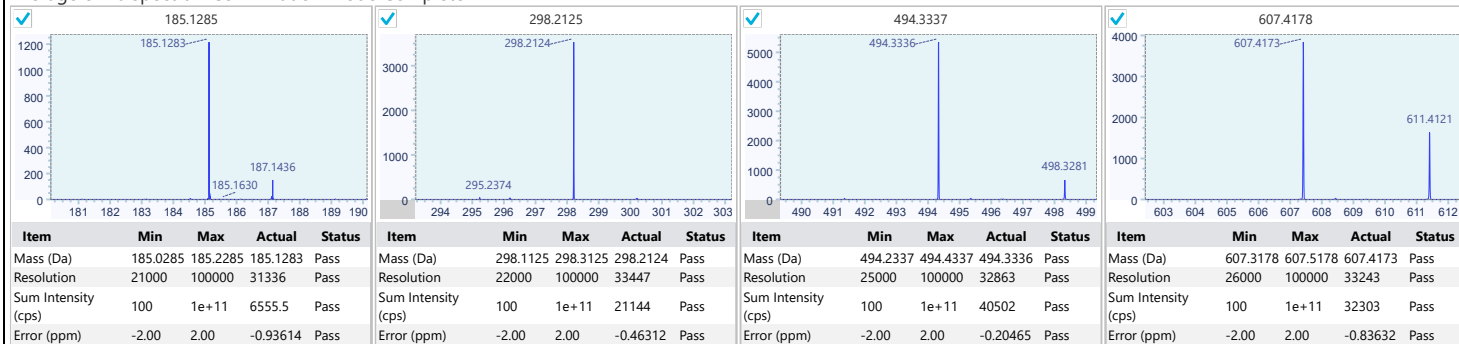 185.1285
1200
1000
800
600
400
200
0
185.1283
187.1436
185.1630
181 182 183 184 185 186 187 188 189 190
Item Min Max Actual Status
Mass (Da) 185.0285 185.2285 185.1283 Pass
Resolution 21000 100000 31336 Pass
Sum Intensity
(cps) 100 1e+11 6555.5 Pass
Error (ppm) -2.00 2.00 -0.93614 Pass
298.2125
3000
2000
1000
0
298.2124
295.2374
294 295 296 297 298 299 300 301 302 303
Item Min Max Actual Status
Mass (Da) 298.1125 298.3125 298.2124 Pass
Resolution 22000 100000 33447 Pass
Sum Intensity
(cps) 100 1e+11 21144 Pass
Error (ppm) -2.00 2.00 -0.46312 Pass
494.3337
5000
4000
3000
2000
1000
0
494.3336
498.3281
490 491 492 493 494 495 496 497 498 499
Item Min Max Actual Status
Mass (Da) 494.2337 494.4337 494.3336 Pass
Resolution 25000 100000 32863 Pass
Sum Intensity
(cps) 100 1e+11 40502 Pass
Error (ppm) -2.00 2.00 -0.20465 Pass
607.4178
4000
3000
2000
1000
0
607.4173
611.4121
603 604 605 606 607 608 609 610 611 612
Item Min Max Actual Status
Mass (Da) 607.3178 607.5178 607.4173 Pass
Resolution 26000 100000 33243 Pass
Sum Intensity
(cps) 100 1e+11 32303 Pass
Error (ppm) -2.00 2.00 -0.83632 Pass